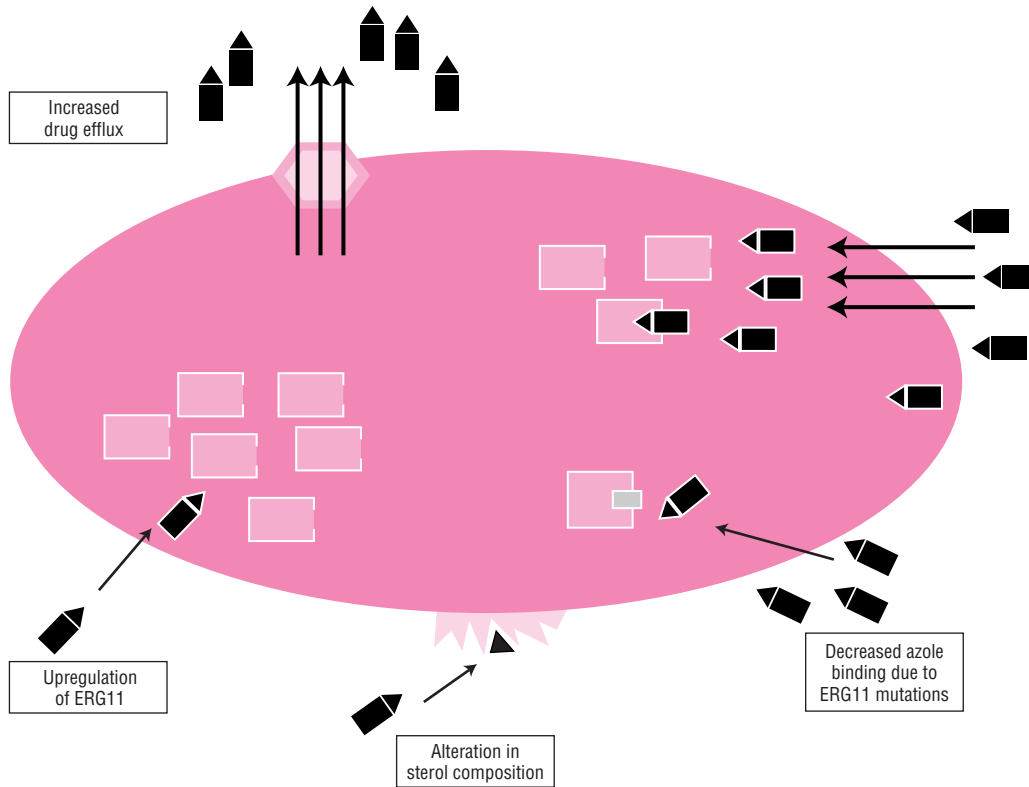 Increased
drug efflux
Upregulation
of ERG11
Alteration in
sterol composition
Decreased azole
binding due to
ERG11 mutations